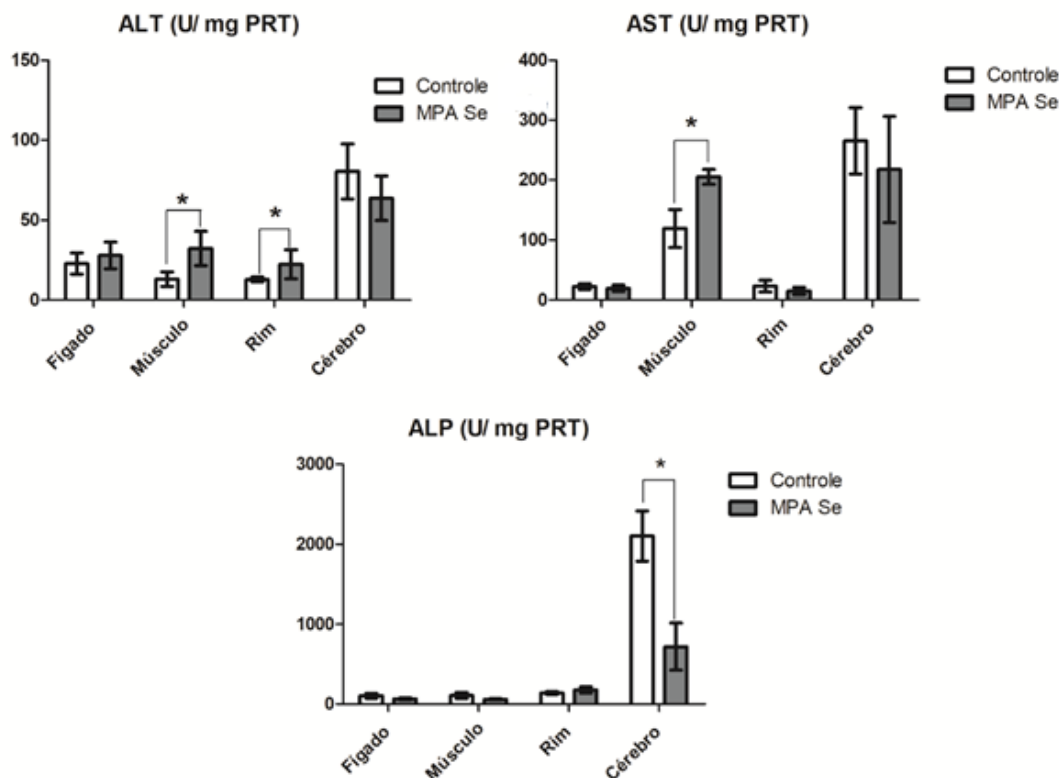 ALT (U/ mg PRT)
150
100
50
0
Controle
MPA Se
*
*
Fígado
Músculo
Rim
Cérebro
AST (U/ mg PRT)
400
300
200
100
0
Controle
MPA Se
*
Fígado
Músculo
Rim
Cérebro
ALP (U/ mg PRT)
3000
2000
1000
0
Controle
MPA Se
*
Fígado
Músculo
Rim
Cérebro